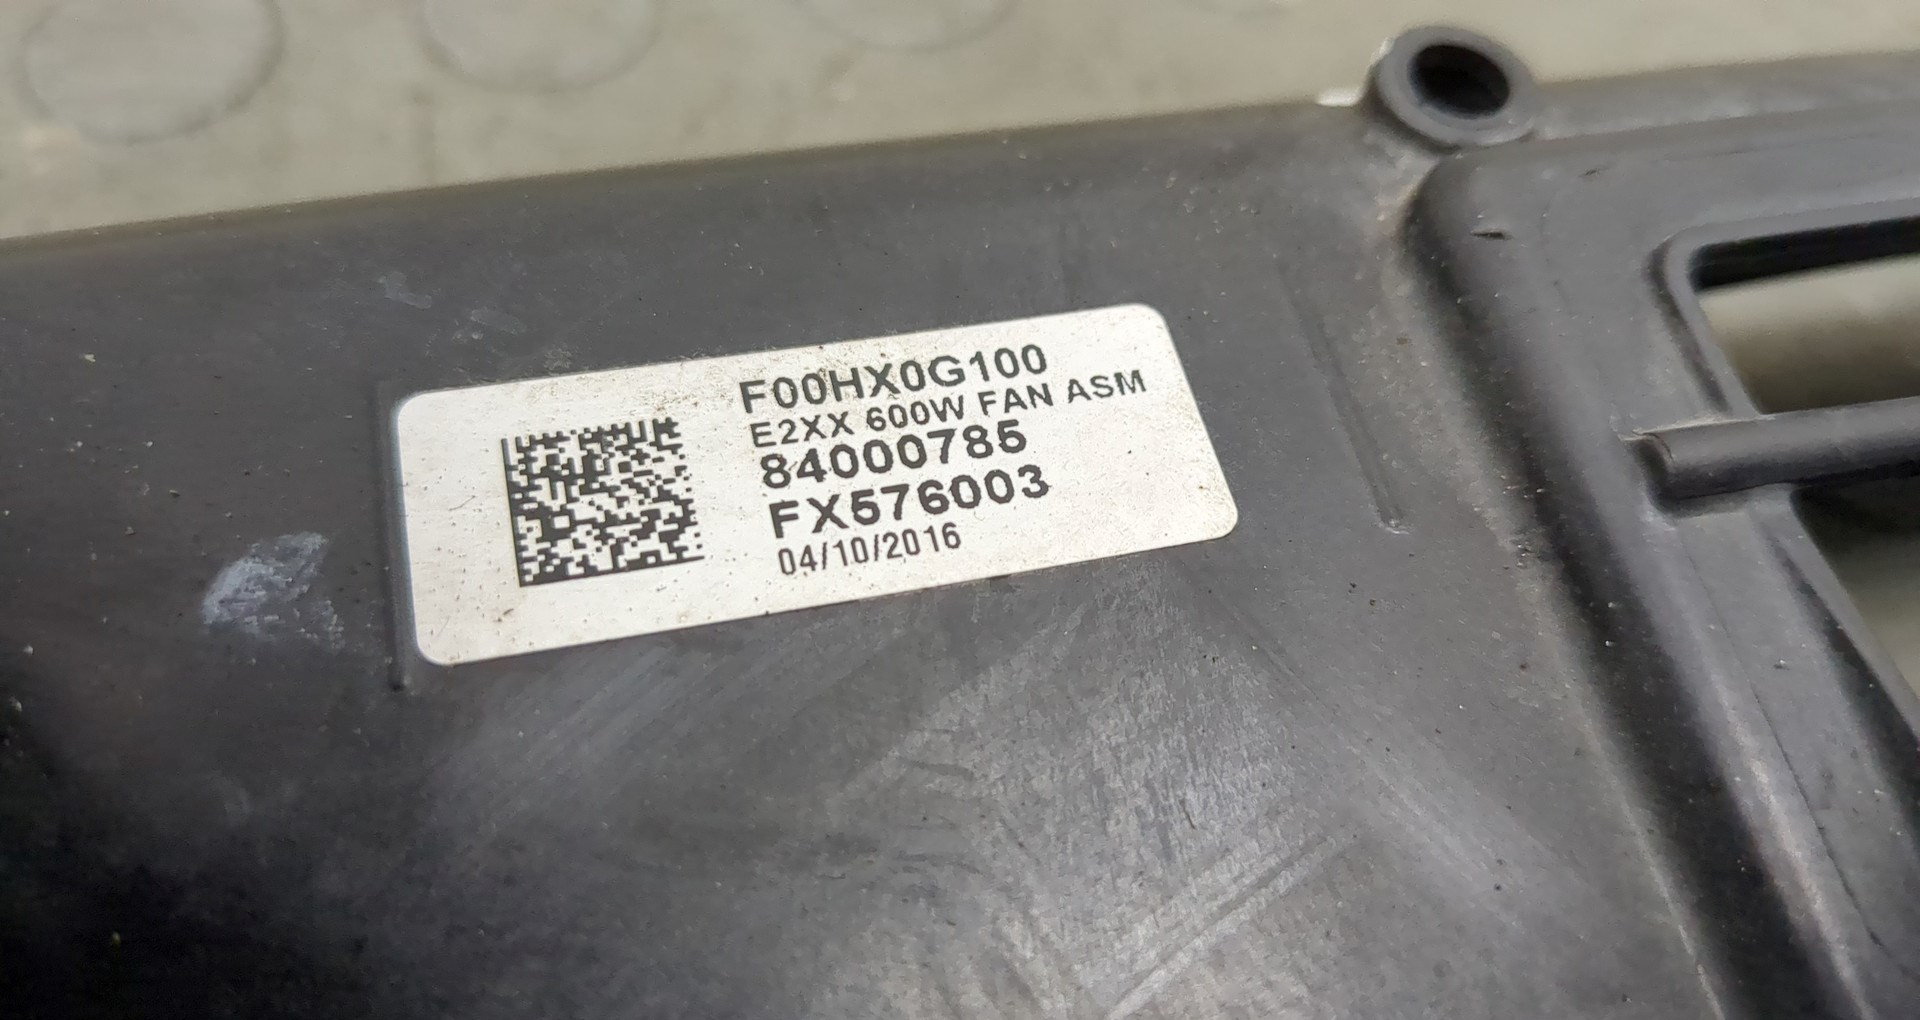 F00HX0G100
E2XX 600W FAN ASM
84000785
FX576003
04/10/2016